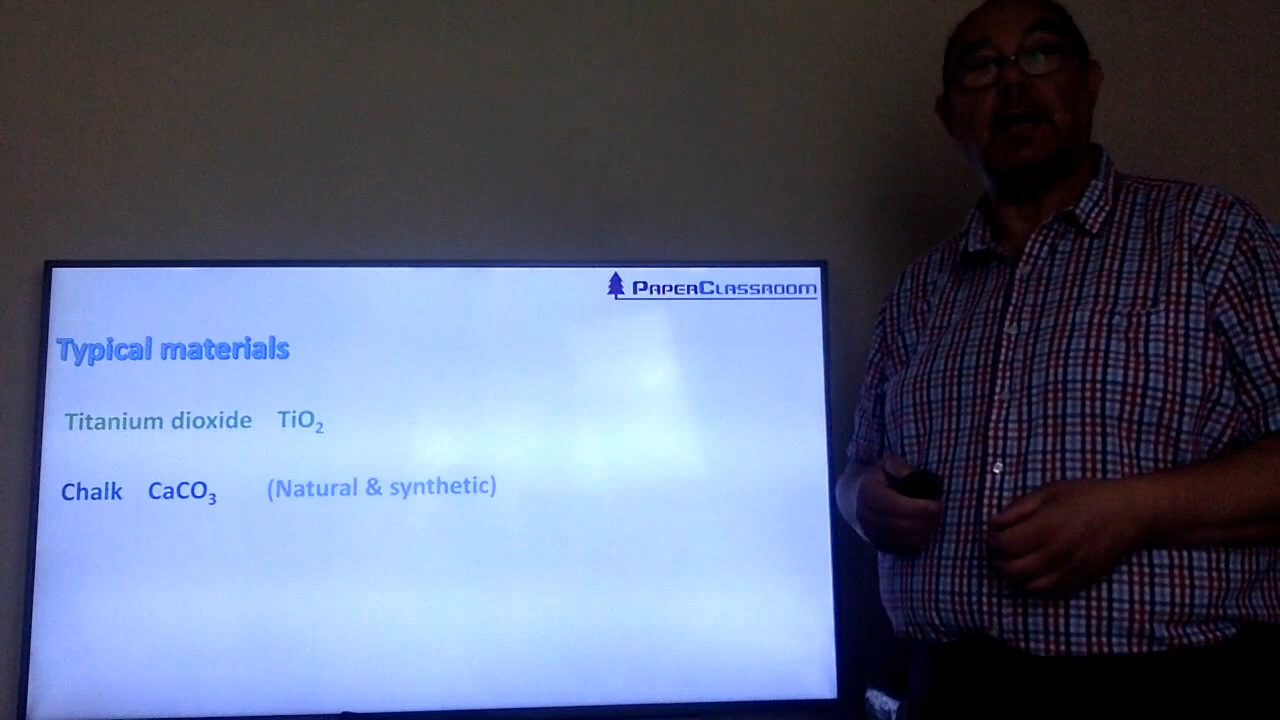 PAPERCLASSROOM
Typical materials
Titanium dioxide TiO₂
Chalk CaCO₃ (Natural & synthetic)